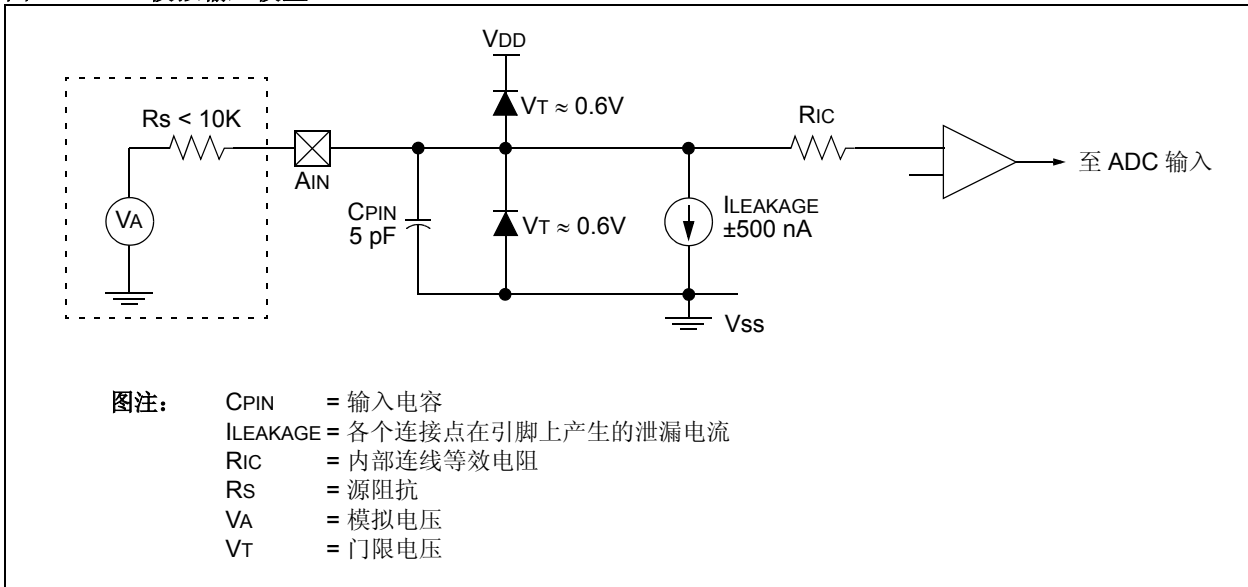 VDD
VT ≈ 0.6V
Rs < 10K
RIC
AIN
至 ADC 输入
VA
CPIN
5 pF
VT ≈ 0.6V
ILEAKAGE
±500 nA
Vss
图注： CPIN = 输入电容
ILEAKAGE = 各个连接点在引脚上产生的泄漏电流
RIC = 内部连线等效电阻
RS = 源阻抗
VA = 模拟电压
VT = 门限电压